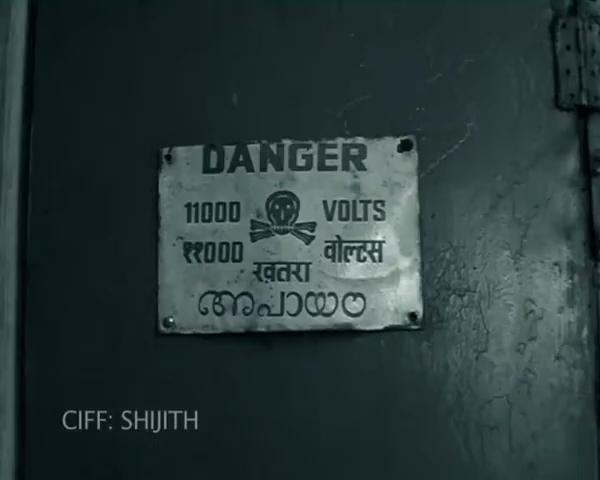 DANGER
11000 VOLTS
११000 वोल्टस
खतरा
അപായം
CIFF: SHIJITH